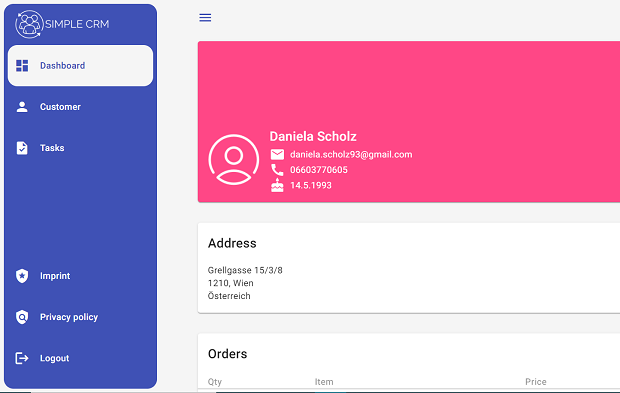 SIMPLE CRM
Dashboard
Customer
Tasks
Imprint
Privacy policy
Logout
Daniela Scholz
daniela.scholz93@gmail.com
06603770605
14.5.1993
Address
Grellgasse 15/3/8
1210, Wien
Österreich
Orders
Qty Item Price